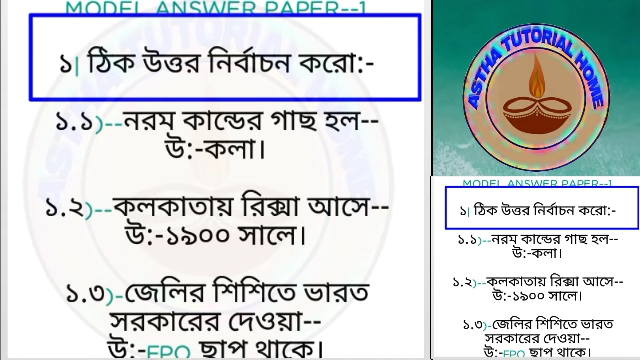 MODEL ANSWER PAPER--1
১| ঠিক উত্তর নির্বাচন করো:-
১.১)--নরম কান্ডের গাছ হল--
উ:-কলা।
১.২)--কলকাতায় রিক্সা আসে--
উ:-১৯০০ সালে।
১.৩)-জেলির শিশিতে ভারত
সরকারের দেওয়া--
উ:-FPO ছাপ থাকে।
ASTHA TUTORIAL HOME
MODEL ANSWER PAPER--1
১| ঠিক উত্তর নির্বাচন করো:-
১.১)--নরম কান্ডের গাছ হল--
উ:-কলা।
১.২)--কলকাতায় রিক্সা আসে--
উ:-১৯০০ সালে।
১.৩)-জেলির শিশিতে ভারত
সরকারের দেওয়া--
উ:-FPO ছাপ থাকে।